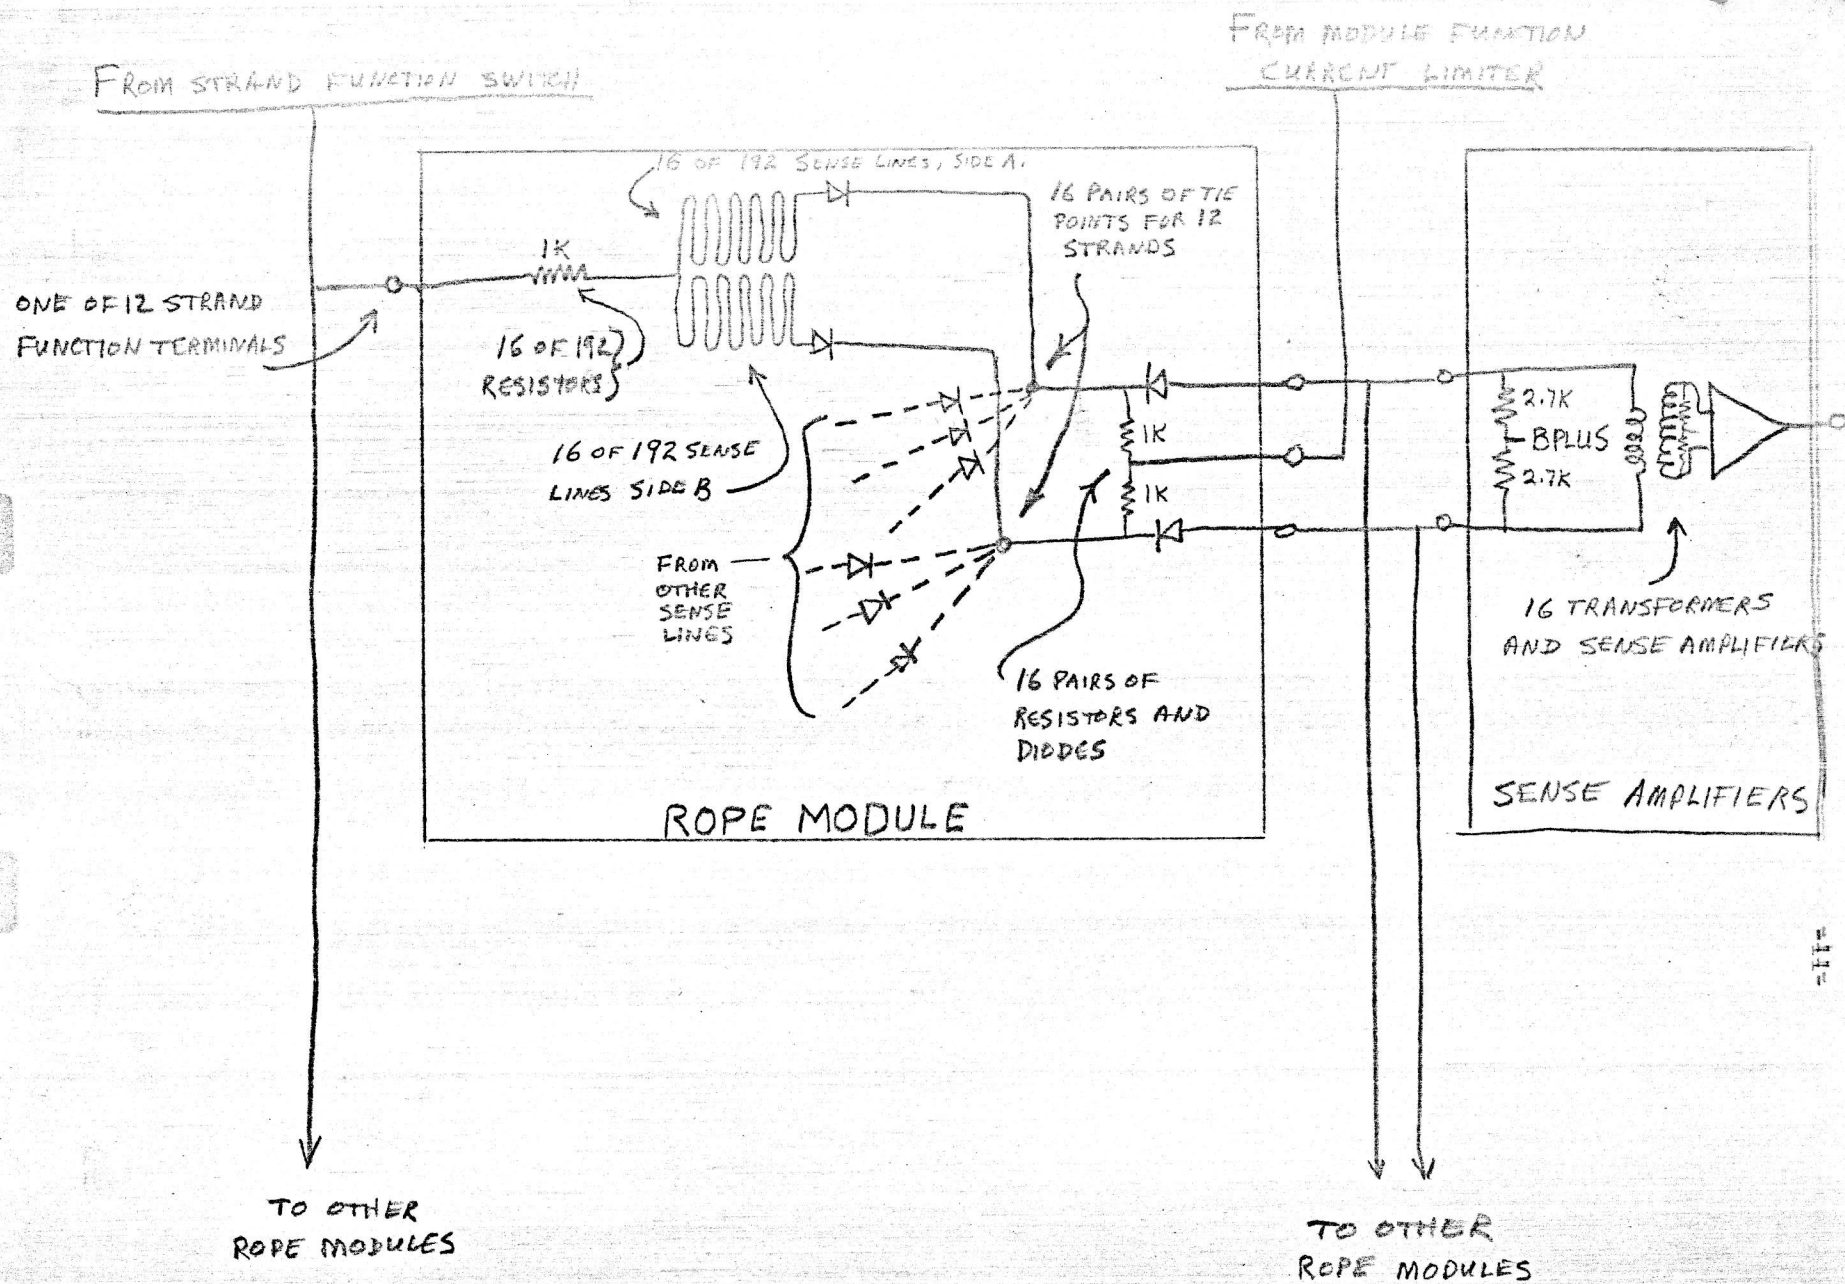 FROM STRAND FUNCTION SWITCH
FROM MODULE FUNCTION
CURRENT LIMITER
16 OF 192 SENSE LINES, SIDE A.
16 PAIRS OF TIE
POINTS FOR 12
STRANDS
1K
ONE OF 12 STRAND
FUNCTION TERMINALS
16 OF 192
RESISTORS
16 OF 192 SENSE
LINES SIDE B
1K
1K
2.7K
BPLUS
2.7K
FROM
OTHER
SENSE
LINES
16 PAIRS OF
RESISTORS AND
DIODES
16 TRANSFORMERS
AND SENSE AMPLIFIERS
ROPE MODULE
SENSE AMPLIFIERS
-11-
TO OTHER
ROPE MODULES
TO OTHER
ROPE MODULES